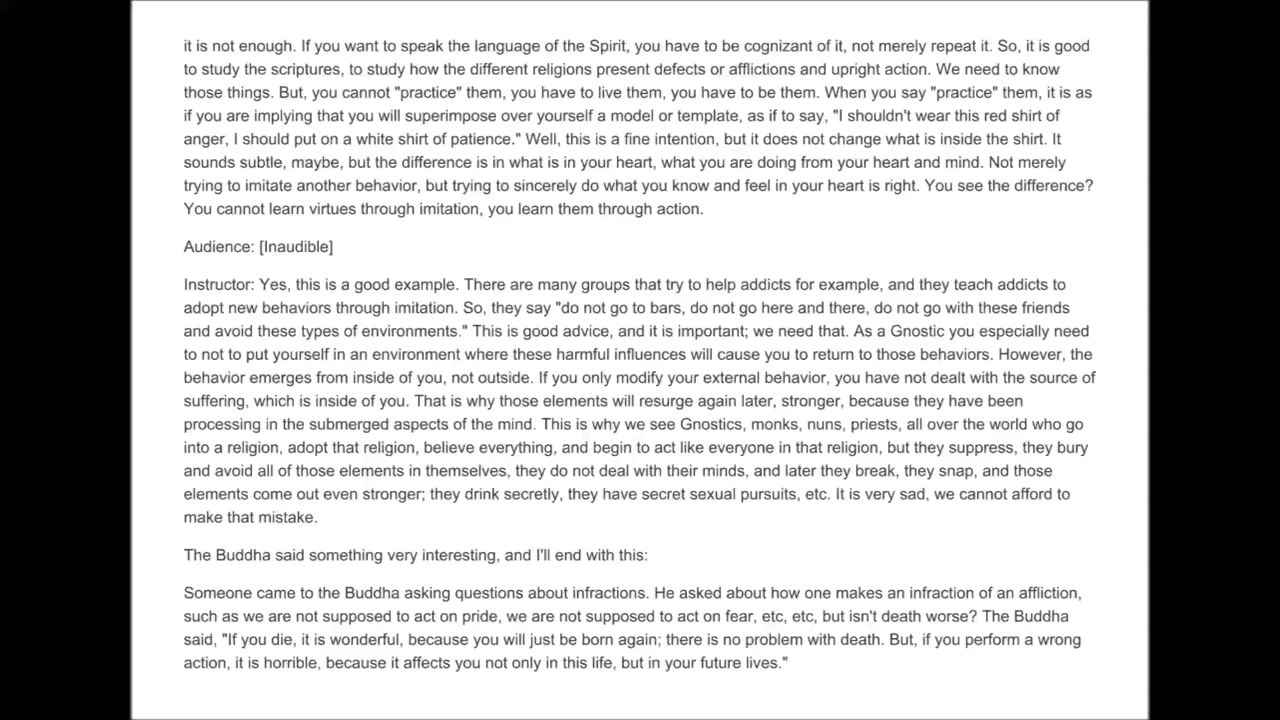 it is not enough. If you want to speak the language of the Spirit, you have to be cognizant of it, not merely repeat it. So, it is good
to study the scriptures, to study how the different religions present defects or afflictions and upright action. We need to know
those things. But, you cannot "practice" them, you have to live them, you have to be them. When you say "practice" them, it is as
if you are implying that you will superimpose over yourself a model or template, as if to say, "I shouldn't wear this red shirt of
anger, I should put on a white shirt of patience." Well, this is a fine intention, but it does not change what is inside the shirt. It
sounds subtle, maybe, but the difference is in what is in your heart, what you are doing from your heart and mind. Not merely
trying to imitate another behavior, but trying to sincerely do what you know and feel in your heart is right. You see the difference?
You cannot learn virtues through imitation, you learn them through action.
Audience: [Inaudible]
Instructor: Yes, this is a good example. There are many groups that try to help addicts for example, and they teach addicts to
adopt new behaviors through imitation. So, they say "do not go to bars, do not go here and there, do not go with these friends
and avoid these types of environments." This is good advice, and it is important; we need that. As a Gnostic you especially need
to not to put yourself in an environment where these harmful influences will cause you to return to those behaviors. However, the
behavior emerges from inside of you, not outside. If you only modify your external behavior, you have not dealt with the source of
suffering, which is inside of you. That is why those elements will resurge again later, stronger, because they have been
processing in the submerged aspects of the mind. This is why we see Gnostics, monks, nuns, priests, all over the world who go
into a religion, adopt that religion, believe everything, and begin to act like everyone in that religion, but they suppress, they bury
and avoid all of those elements in themselves, they do not deal with their minds, and later they break, they snap, and those
elements come out even stronger; they drink secretly, they have secret sexual pursuits, etc. It is very sad, we cannot afford to
make that mistake.
The Buddha said something very interesting, and I'll end with this:
Someone came to the Buddha asking questions about infractions. He asked about how one makes an infraction of an affliction,
such as we are not supposed to act on pride, we are not supposed to act on fear, etc, etc, but isn't death worse? The Buddha
said, "If you die, it is wonderful, because you will just be born again; there is no problem with death. But, if you perform a wrong
action, it is horrible, because it affects you not only in this life, but in your future lives."